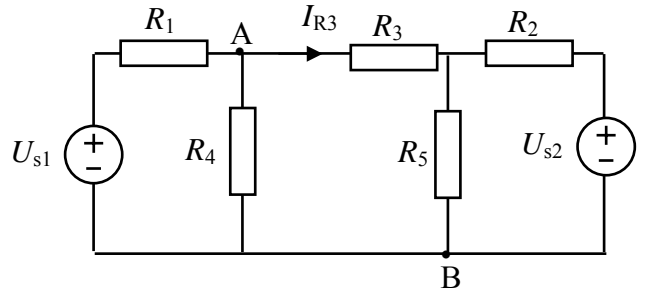 R1 A IR3 R3 R2
Us1 + − R4 R5 Us2 + −
B